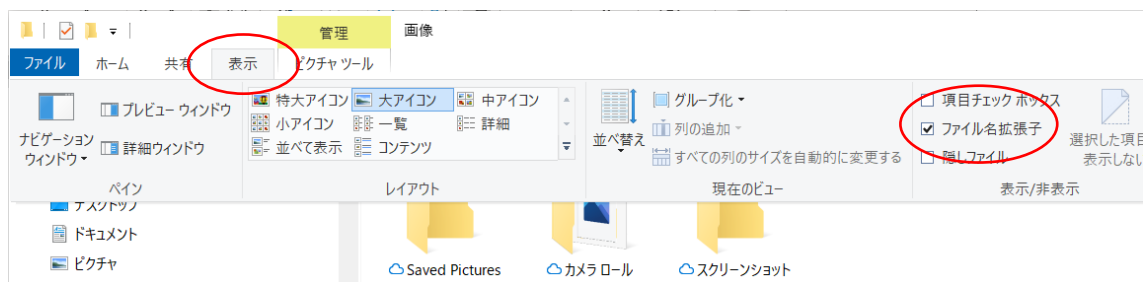 管理 画像
ファイル ホーム 共有 表示 ピクチャ ツール
プレビュー ウィンドウ 特大アイコン 大アイコン 中アイコン グループ化 項目チェック ボックス
ナビゲーション 小アイコン 一覧 詳細 並べ替え 列の追加 ファイル名拡張子 選択した項目
ウィンドウ 詳細ウィンドウ 並べて表示 コンテンツ すべての列のサイズを自動的に変更する 隠しファイル 表示しない
ペイン レイアウト 現在のビュー 表示/非表示
デスクトップ
ドキュメント
ピクチャ Saved Pictures カメラ ロール スクリーンショット